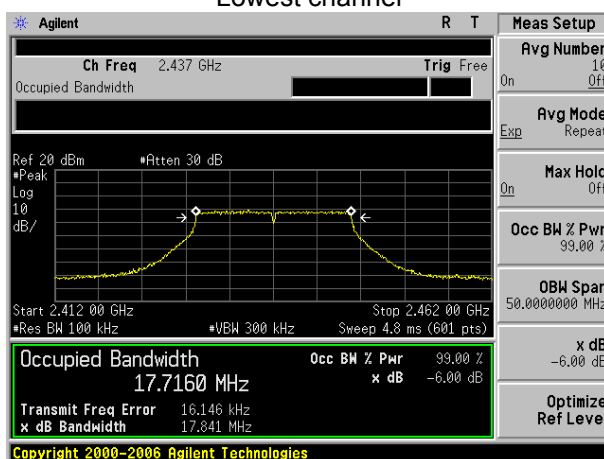 Lowest channel
Agilent R T Meas Setup
Ch Freq 2.437 GHz Trig Free
Occupied Bandwidth
Avg Number
10
On Off
Avg Mode
Exp Repeat
Max Hold
On Off
Occ BW % Pwr
99.00 %
OBW Span
50.0000000 MHz
x dB
-6.00 dB
Optimize
Ref Level
Ref 20 dBm #Atten 30 dB
#Peak
Log
10
dB/
Start 2.412 00 GHz Stop 2.462 00 GHz
#Res BW 100 kHz #VBW 300 kHz Sweep 4.8 ms (601 pts)
Occupied Bandwidth Occ BW % Pwr 99.00 %
17.7160 MHz x dB -6.00 dB
Transmit Freq Error 16.146 kHz
x dB Bandwidth 17.841 MHz
Copyright 2000-2006 Agilent Technologies